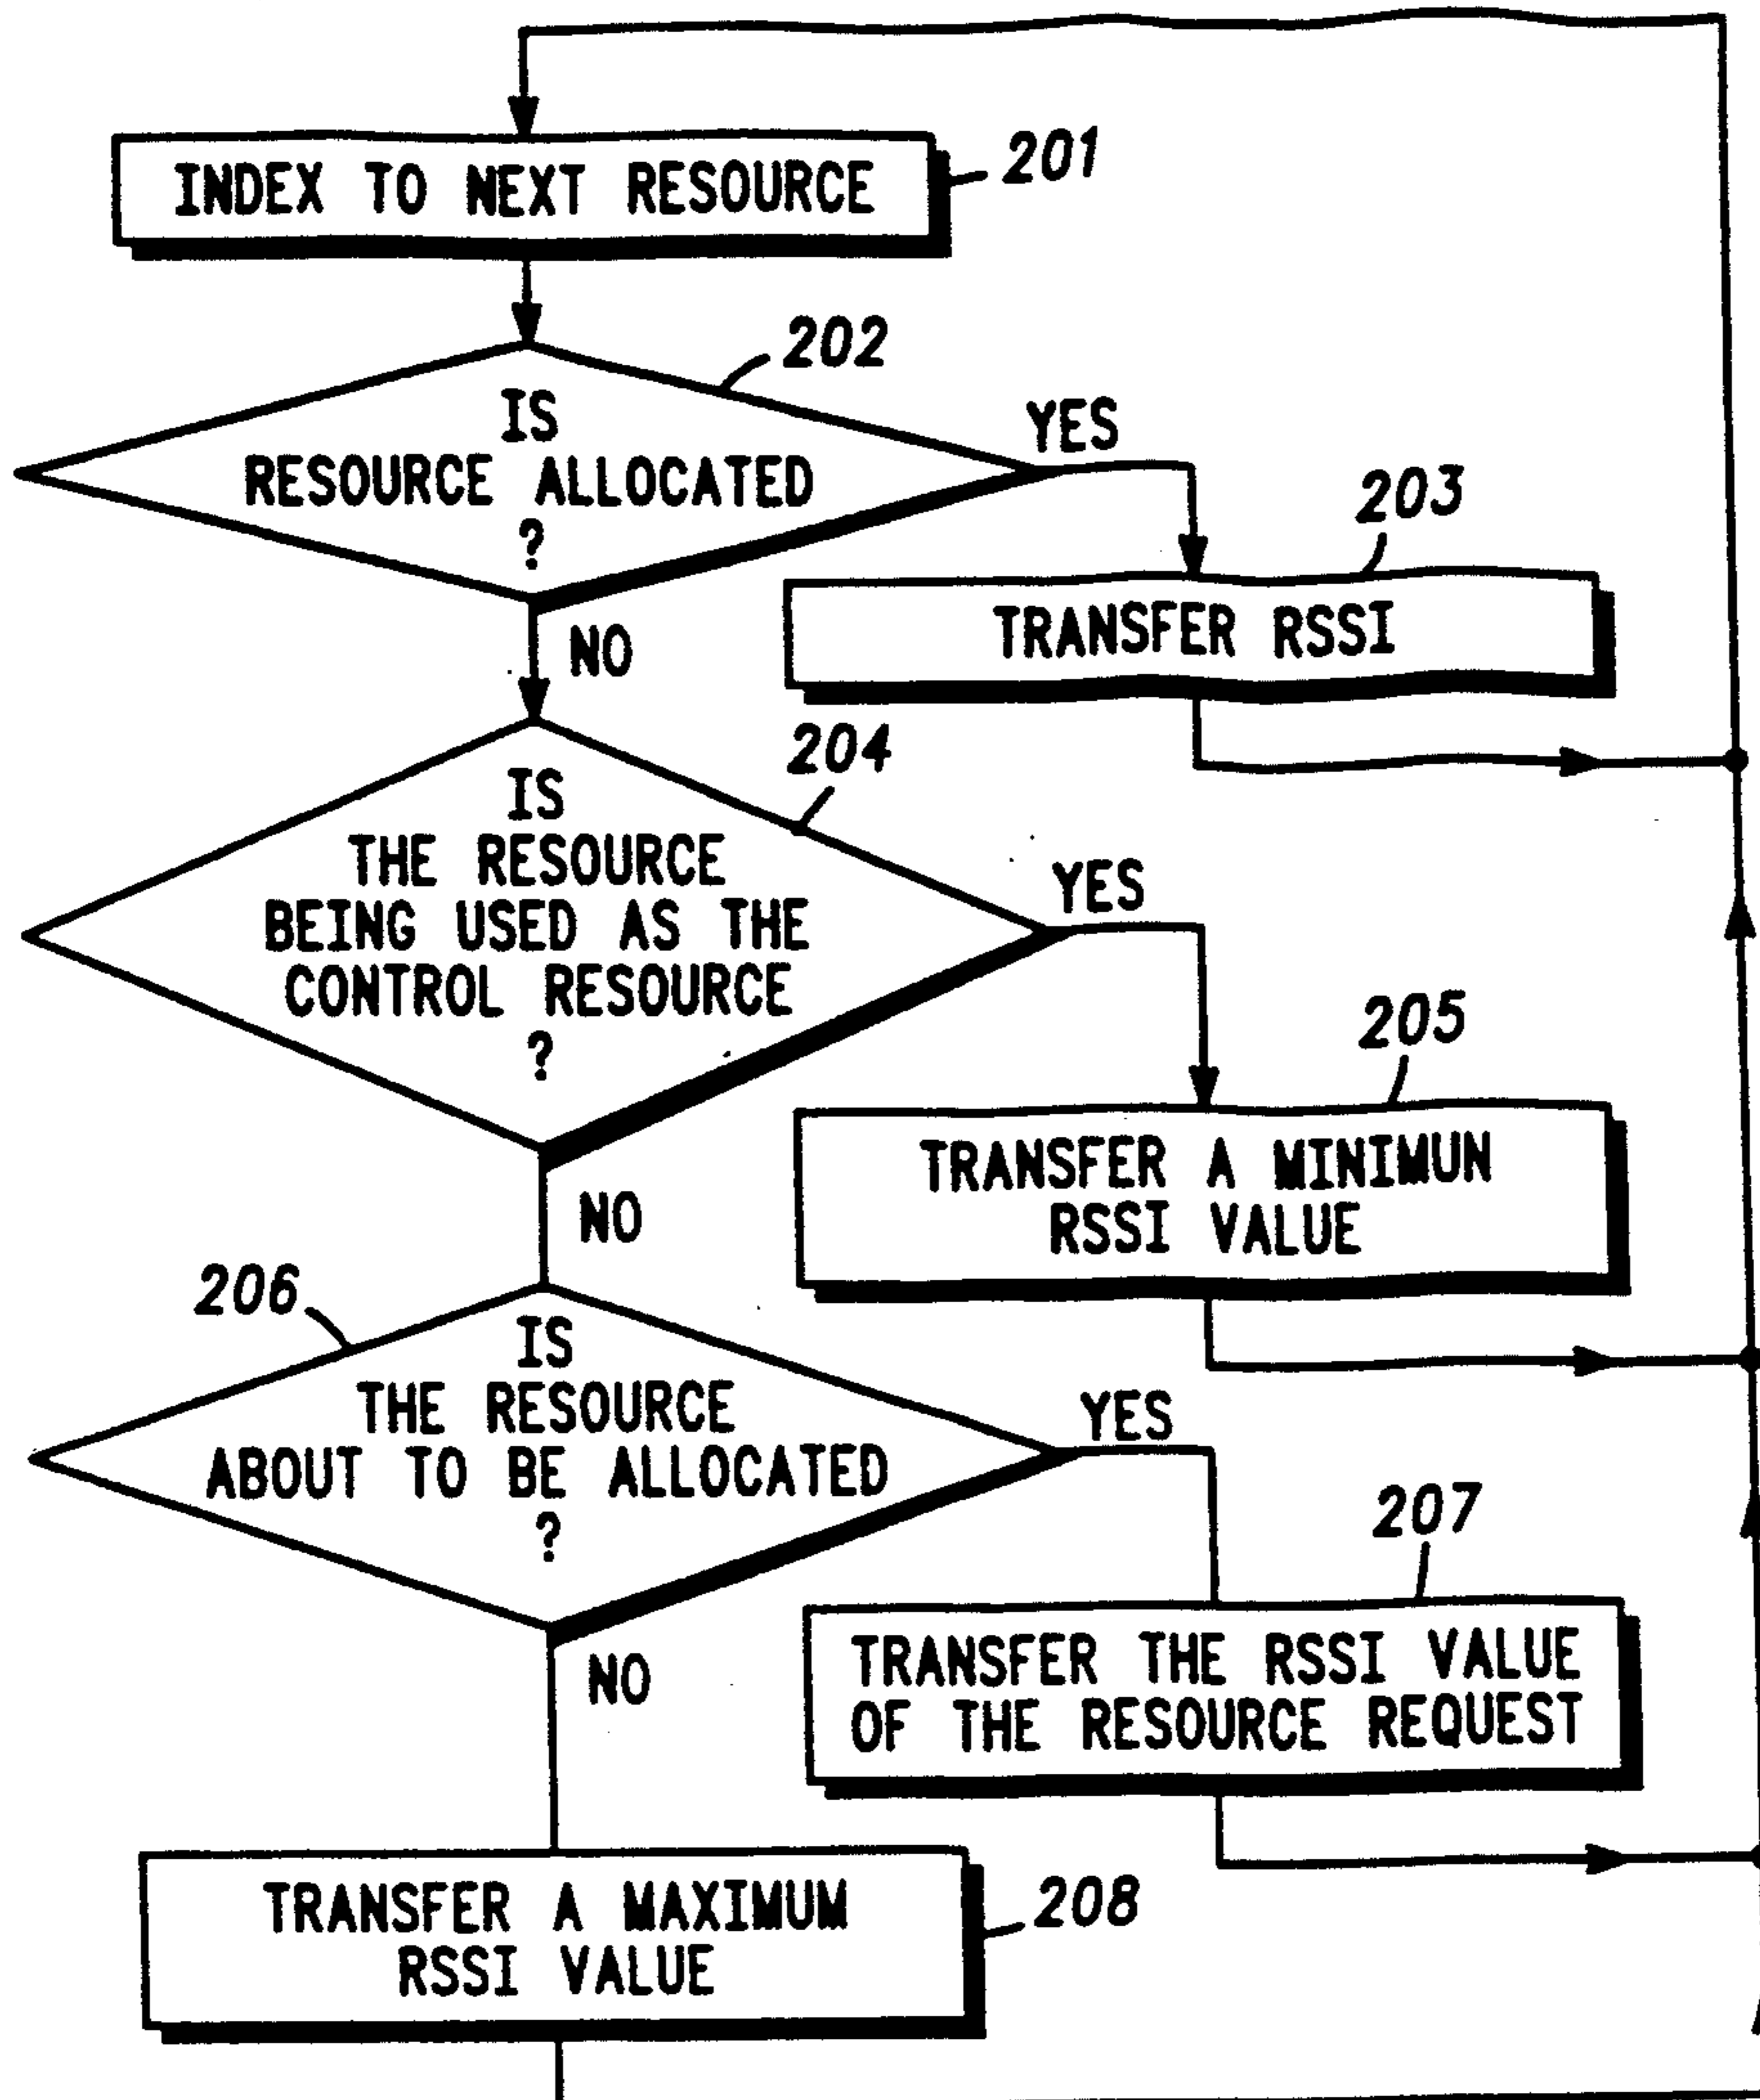 INDEX TO NEXT RESOURCE
201
202
IS
RESOURCE ALLOCATED
?
YES
203
TRANSFER RSSI
NO
204
IS
THE RESOURCE
BEING USED AS THE
CONTROL RESOURCE
?
YES
205
TRANSFER A MINIMUN
RSSI VALUE
NO
206
IS
THE RESOURCE
ABOUT TO BE ALLOCATED
?
YES
207
TRANSFER THE RSSI VALUE
OF THE RESOURCE REQUEST
NO
TRANSFER A MAXIMUM
RSSI VALUE
208